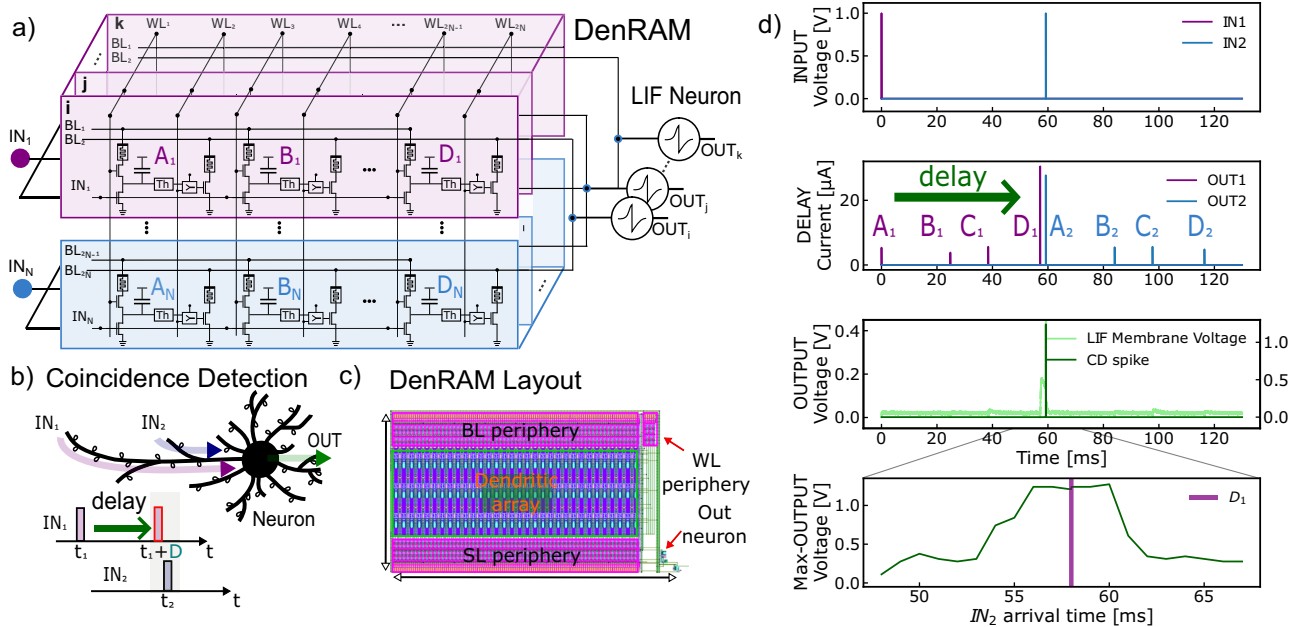 a)
k
WL₁ WL₂ WL₃ WL₄ ... WL₂N₋₁ WL₂N
DenRAM
BL₁
BL₂
j
i
LIF Neuron
IN₁
BL₁
BL₂
A₁ B₁ ... D₁
Th Th Th
IN₁
OUTₖ
OUTⱼ
OUTᵢ
BL₂N₋₁
BL₂N
INN
AN BN ... DN
Th Th Th
INN
b) Coincidence Detection
IN₁
IN₂
OUT
Neuron
delay
IN₁
t₁ t₁+D t
IN₂
t₂ t
c) DenRAM Layout
BL periphery
Dendritic
array
SL periphery
WL
periphery
Out
neuron
d)
INPUT
Voltage [V]
1.0
0.5
0.0
IN1
IN2
0 20 40 60 80 100 120
DELAY
Current [µA]
20
0
delay
OUT1
OUT2
A₁ B₁ C₁ D₁ A₂ B₂ C₂ D₂
0 20 40 60 80 100 120
OUTPUT
Voltage [V]
0.4
0.2
0.0
LIF Membrane Voltage
CD spike
1.0
0.5
0.0
0 20 40 60 80 100 120
Time [ms]
Max-OUTPUT
Voltage [V]
1.0
0.5
0.0
D₁
50 55 60 65
IN₂ arrival time [ms]